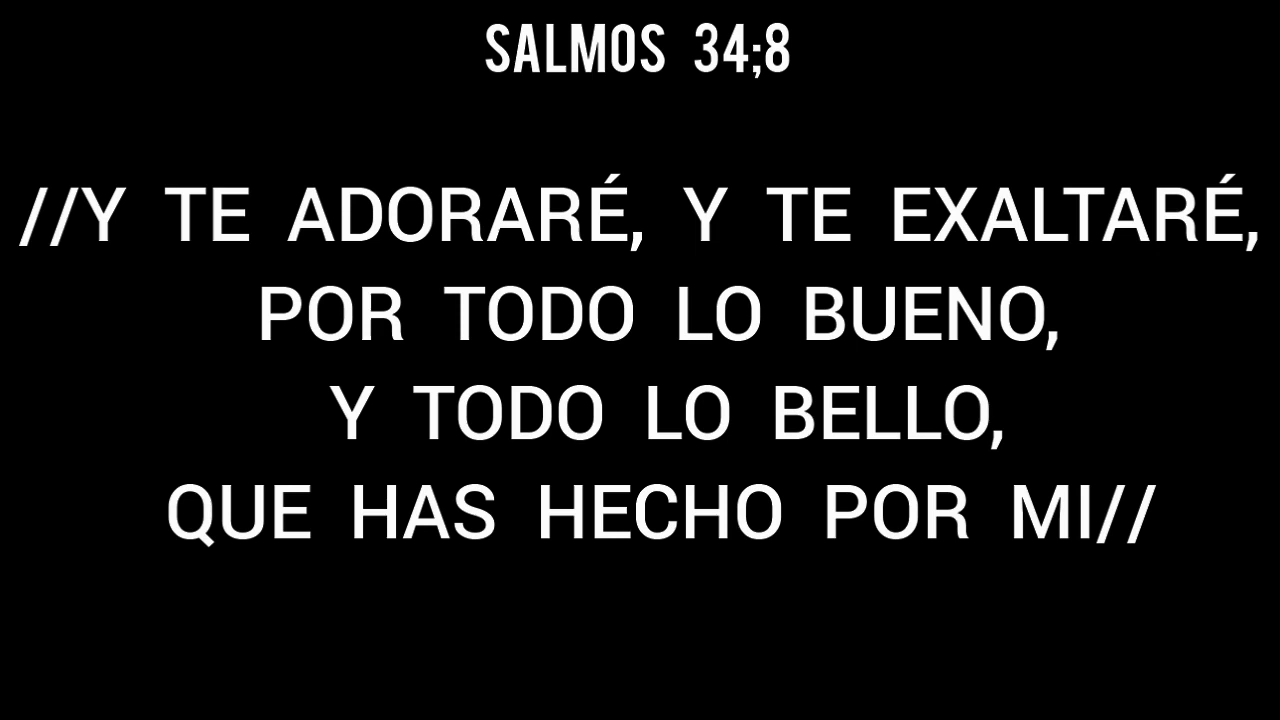 SALMOS 34;8
//Y TE ADORARÉ, Y TE EXALTARÉ,
POR TODO LO BUENO,
Y TODO LO BELLO,
QUE HAS HECHO POR MI//